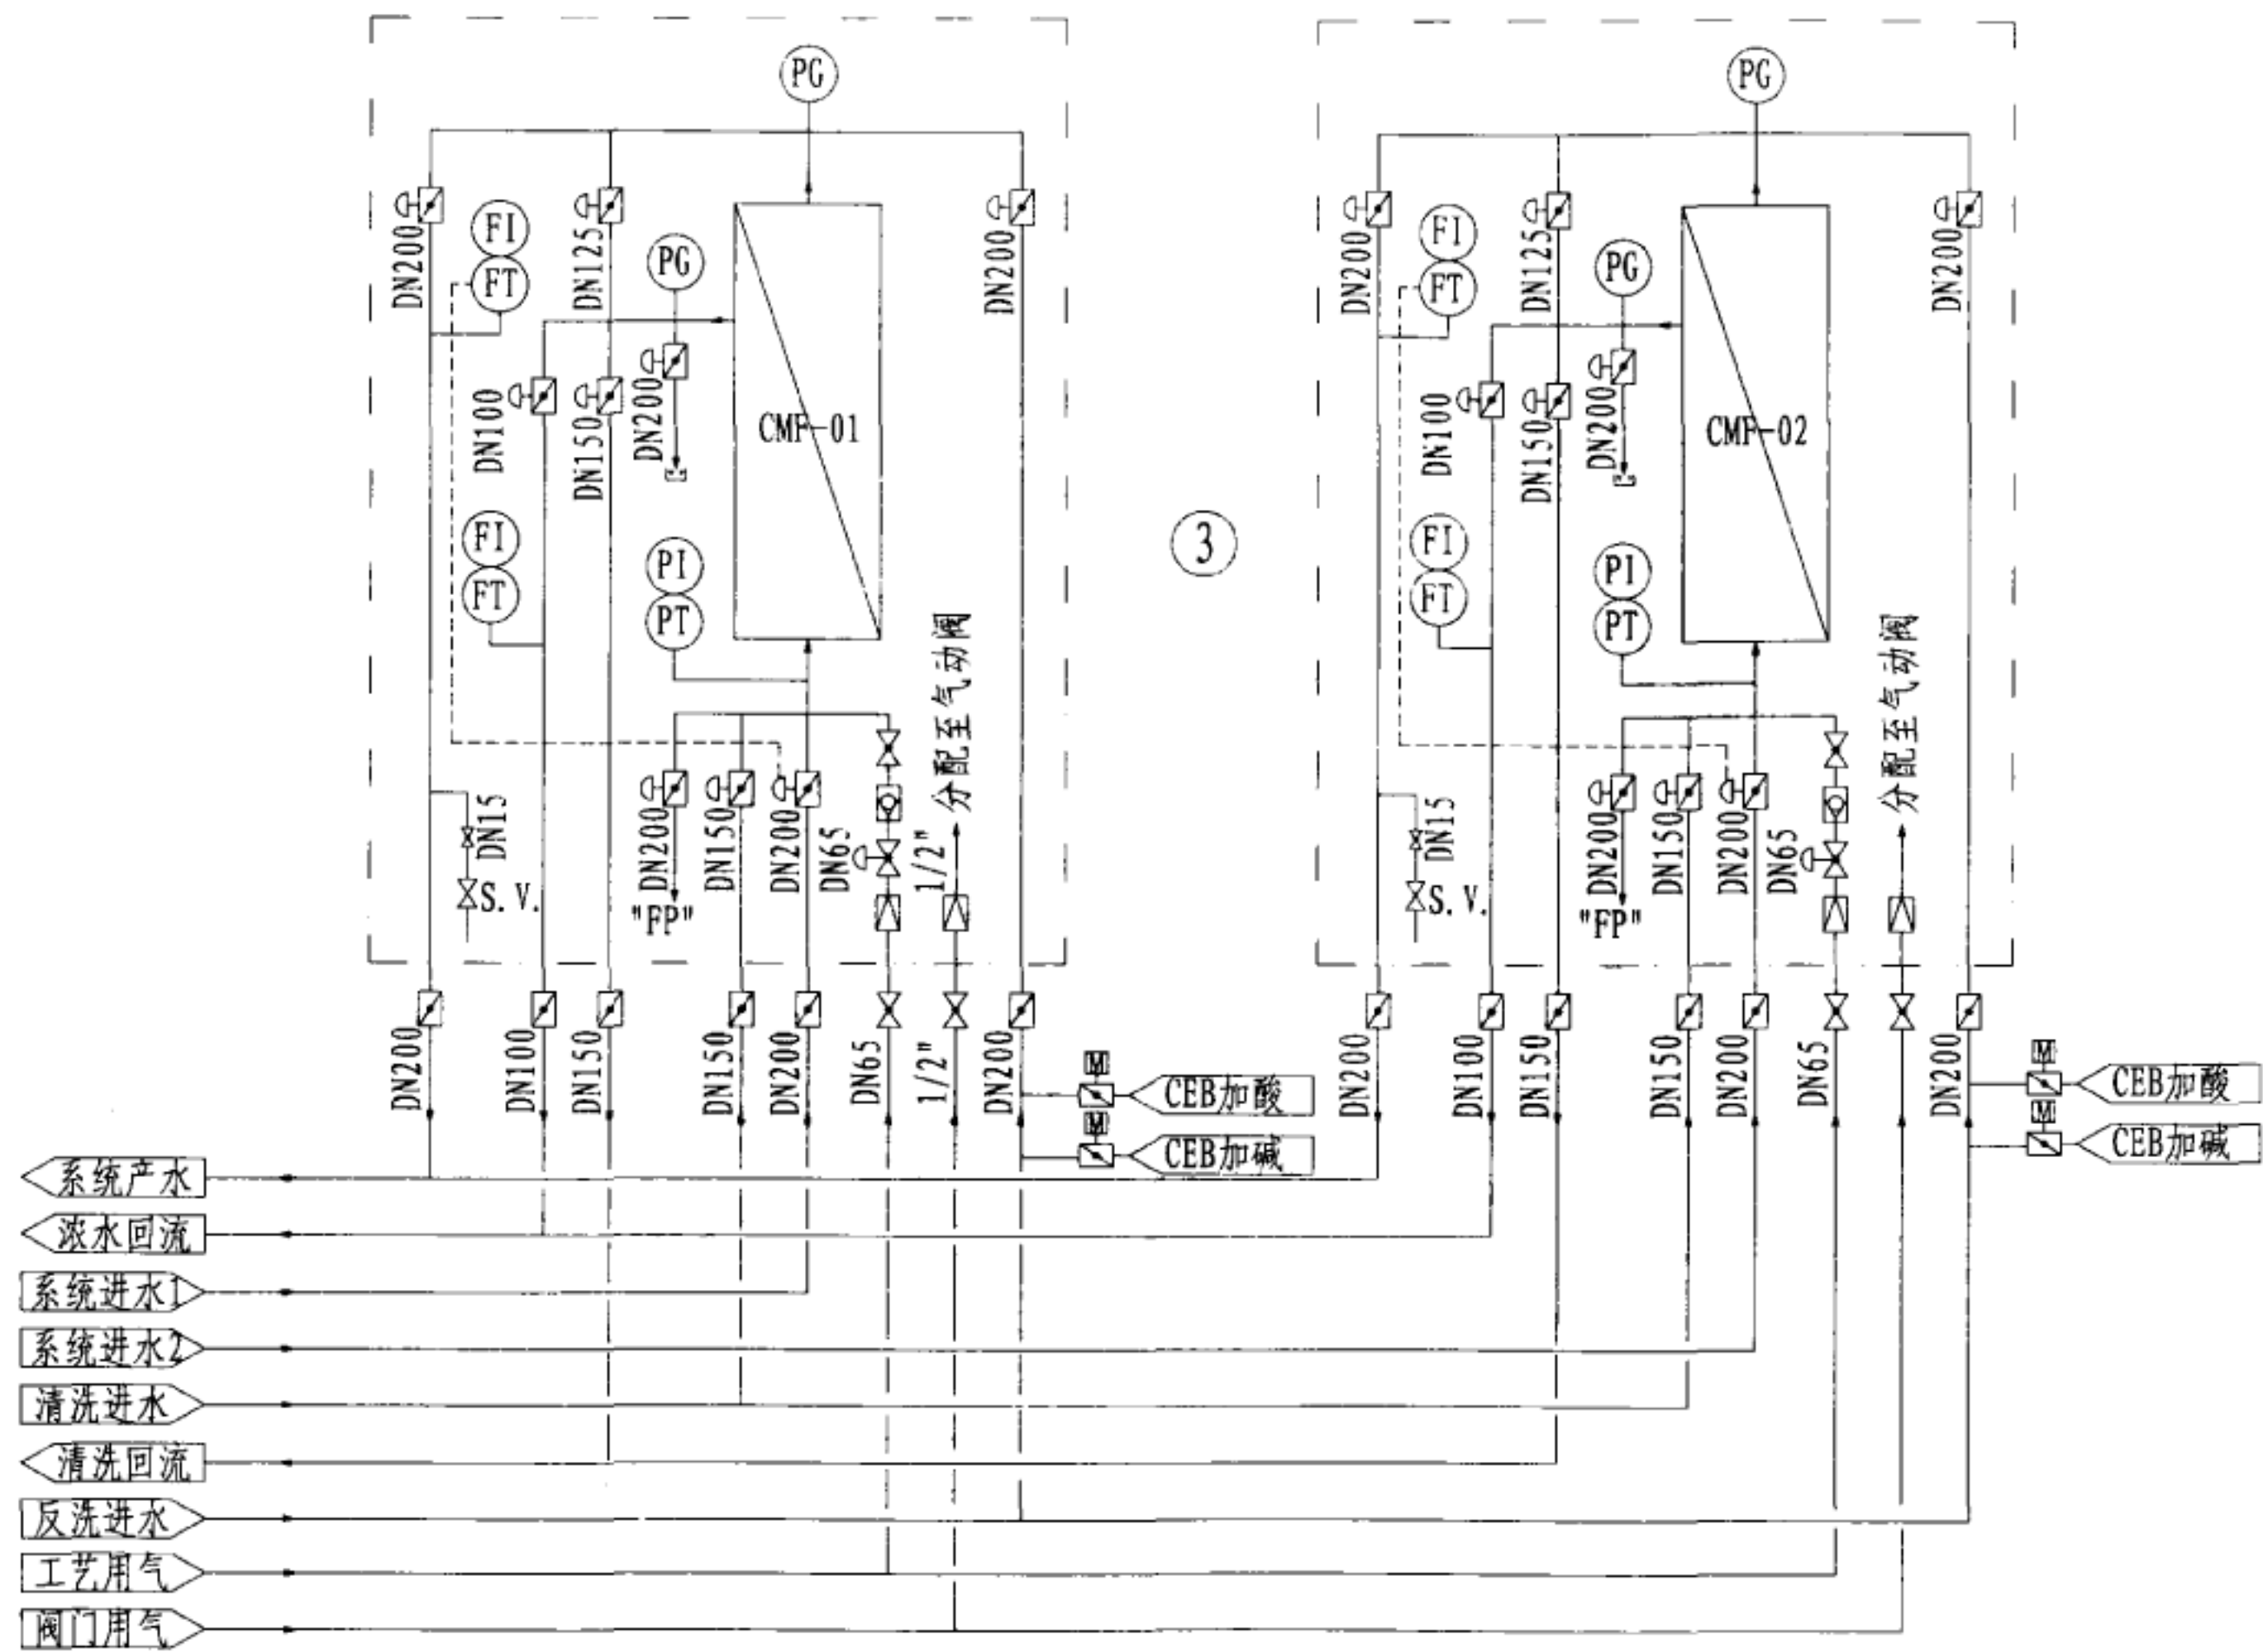 PG
PG
DN200
FI
FT
DN125
PG
DN200
DN200
FI
FT
DN125
PG
DN200
DN100
DN150
DN200
CMF-01
DN100
DN150
DN200
CMF-02
FI
FT
PI
PT
3
FI
FT
PI
PT
分配至气动阀
分配至气动阀
DN15
S.V.
DN200
"FP"
DN150
DN200
DN65
1/2"
DN15
S.V.
DN200
"FP"
DN150
DN200
DN65
DN200
DN100
DN150
DN150
DN200
DN65
1/2"
DN200
M
CEB加酸
M
CEB加碱
DN200
DN100
DN150
DN150
DN200
DN65
DN200
M
CEB加酸
M
CEB加碱
系统产水
浓水回流
系统进水1
系统进水2
清洗进水
清洗回流
反洗进水
工艺用气
阀门用气